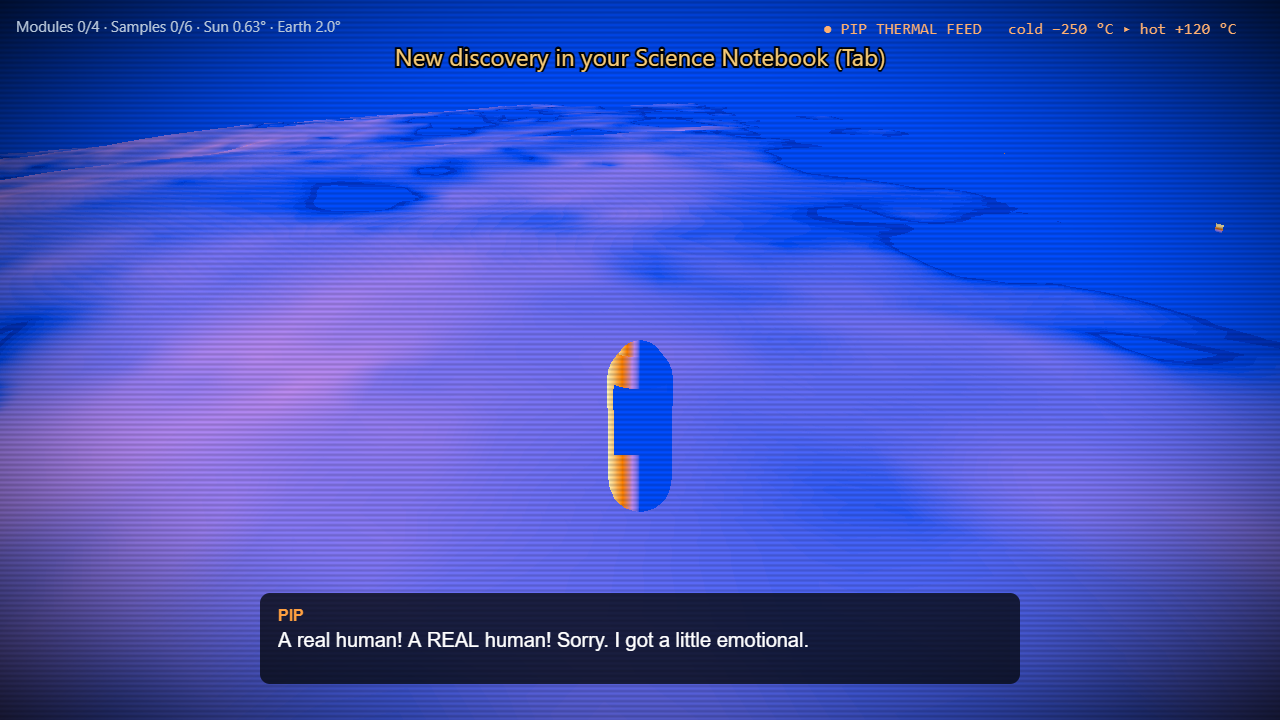 Modules 0/4 · Samples 0/6 · Sun 0.63° · Earth 2.0°
● PIP THERMAL FEED cold −250 °C ▸ hot +120 °C
New discovery in your Science Notebook (Tab)
PIP
A real human! A REAL human! Sorry. I got a little emotional.